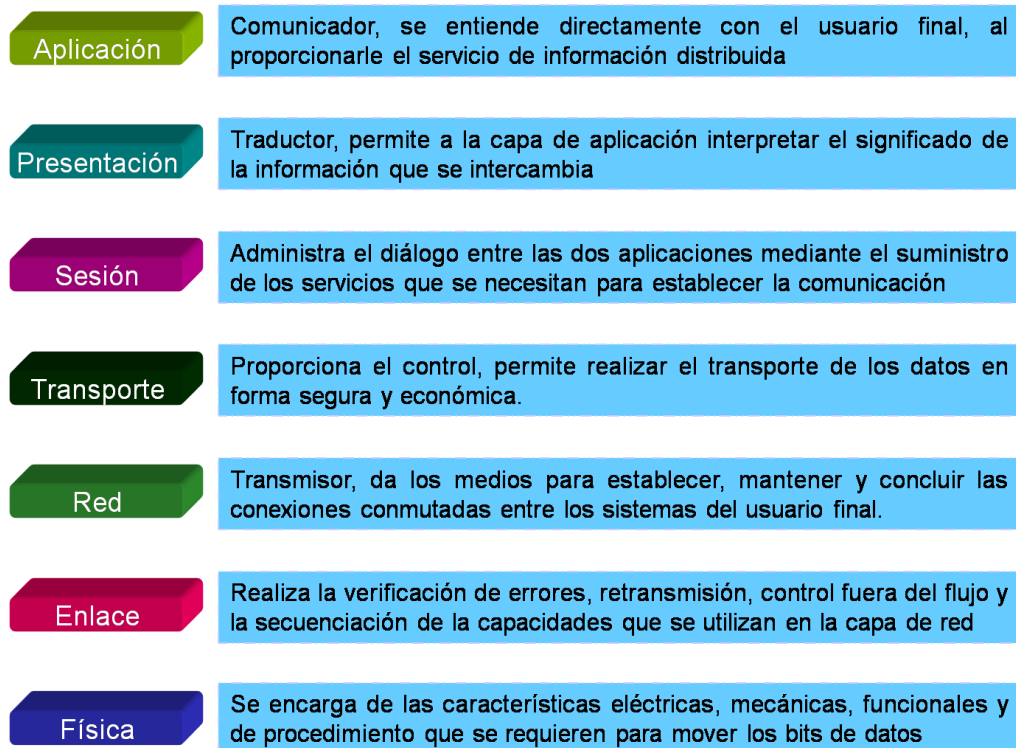 Aplicación
Comunicador, se entiende directamente con el usuario final, al
proporcionarle el servicio de información distribuida
Presentación
Traductor, permite a la capa de aplicación interpretar el significado de
la información que se intercambia
Sesión
Administra el diálogo entre las dos aplicaciones mediante el suministro
de los servicios que se necesitan para establecer la comunicación
Transporte
Proporciona el control, permite realizar el transporte de los datos en
forma segura y económica.
Red
Transmisor, da los medios para establecer, mantener y concluir las
conexiones conmutadas entre los sistemas del usuario final.
Enlace
Realiza la verificación de errores, retransmisión, control fuera del flujo y
la secuenciación de la capacidades que se utilizan en la capa de red
Física
Se encarga de las características eléctricas, mecánicas, funcionales y
de procedimiento que se requieren para mover los bits de datos